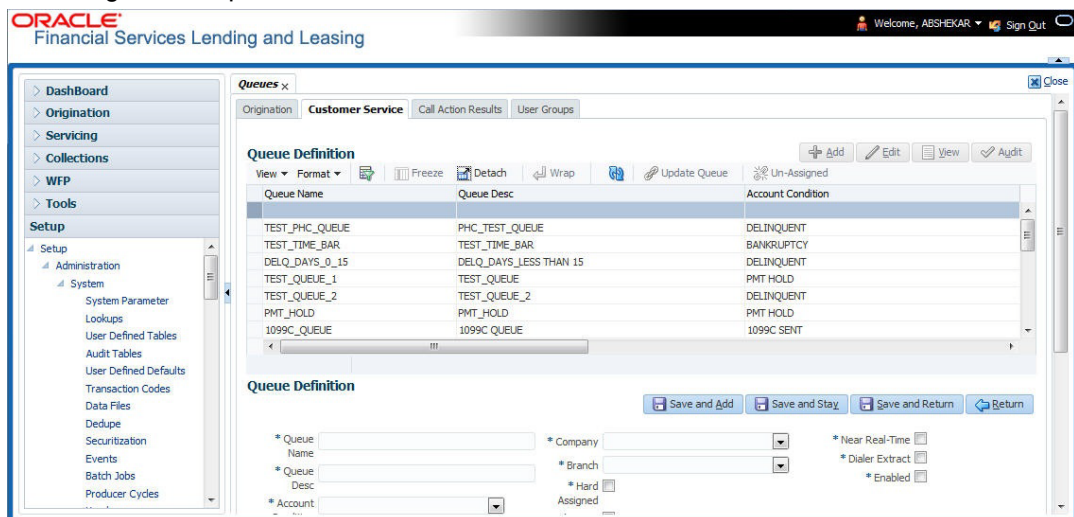 ORACLE
Financial Services Lending and Leasing
Welcome, ABSHEKAR
Sign Out
DashBoard
Origination
Servicing
Collections
WFP
Tools
Setup
Setup
Administration
System
System Parameter
Lookups
User Defined Tables
Audit Tables
User Defined Defaults
Transaction Codes
Data Files
Dedupe
Securitization
Events
Batch Jobs
Producer Cycles
Queues
Close
Origination Customer Service Call Action Results User Groups
Queue Definition
Add Edit View Audit
View Format Freeze Detach Wrap Update Queue Un-Assigned
Queue Name Queue Desc Account Condition
TEST_PHC_QUEUE PHC_TEST_QUEUE DELINQUENT
TEST_TIME_BAR TEST_TIME_BAR BANKRUPTCY
DELQ_DAYS_0_15 DELQ_DAYS_LESS THAN 15 DELINQUENT
TEST_QUEUE_1 TEST_QUEUE PMT HOLD
TEST_QUEUE_2 TEST_QUEUE_2 DELINQUENT
PMT_HOLD PMT_HOLD PMT HOLD
1099C_QUEUE 1099C QUEUE 1099C SENT
Queue Definition
Save and Add Save and Stay Save and Return Return
* Queue Name
* Queue Desc
* Account
* Company
* Branch
* Hard Assigned
* Near Real-Time
* Dialer Extract
* Enabled